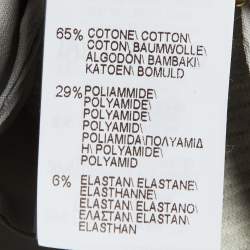 65% COTONE\ COTTON\
COTON\ BAUMWOLLE\
ALGODÓN\ BAMBAKI\
KATOEN\ BOMULD
29% POLIAMMIDE\
POLYAMIDE\
POLYAMIDE\
POLYAMID\
POLIAMIDA\ΠΟΛΥΑΜΙΔ
Η\ POLYAMIDE\
POLYAMID
6% ELASTAN\ ELASTANE\
ELASTHANNE\
ELASTAN\ ELASTANO\
ΕΛΑΣΤΑΝ\ ELASTAN\
ELASTHAN